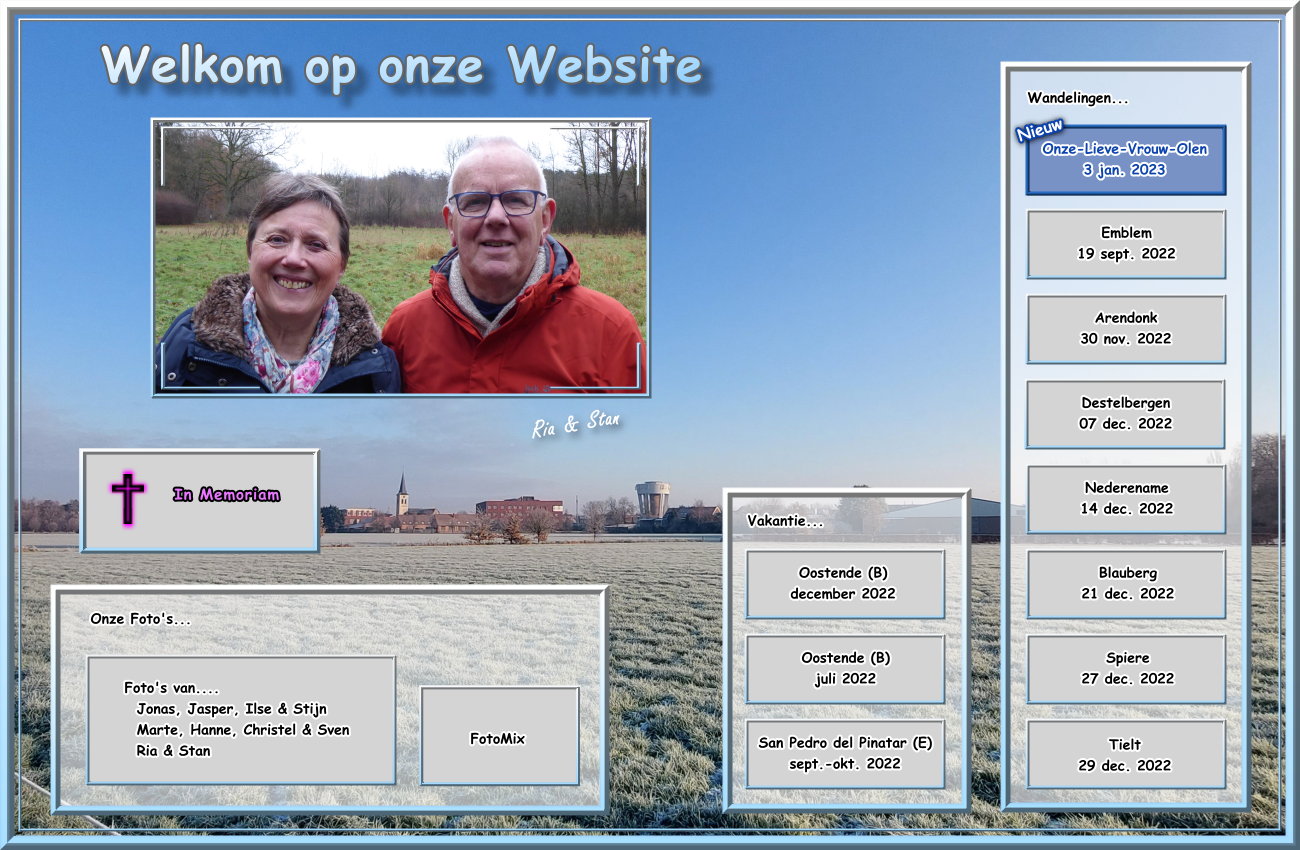 Welkom op onze Website
Ria & Stan
In Memoriam
Onze Foto's...
Foto's van....
Jonas, Jasper, Ilse & Stijn
Marte, Hanne, Christel & Sven
Ria & Stan
FotoMix
Vakantie...
Oostende (B)
december 2022
Oostende (B)
juli 2022
San Pedro del Pinatar (E)
sept.-okt. 2022
Wandelingen...
Nieuw
Onze-Lieve-Vrouw-Olen
3 jan. 2023
Emblem
19 sept. 2022
Arendonk
30 nov. 2022
Destelbergen
07 dec. 2022
Nederename
14 dec. 2022
Blauberg
21 dec. 2022
Spiere
27 dec. 2022
Tielt
29 dec. 2022